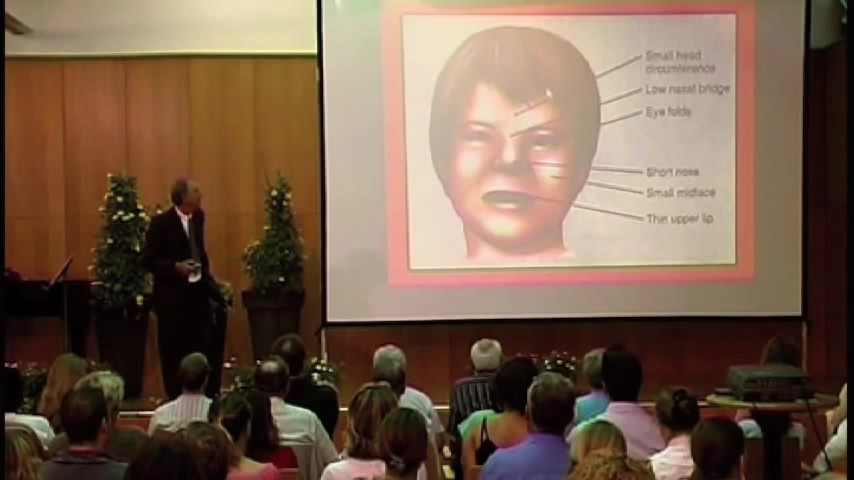 Small head
circumference
Low nasal bridge
Eye folds
Short nose
Small midface
Thin upper lip